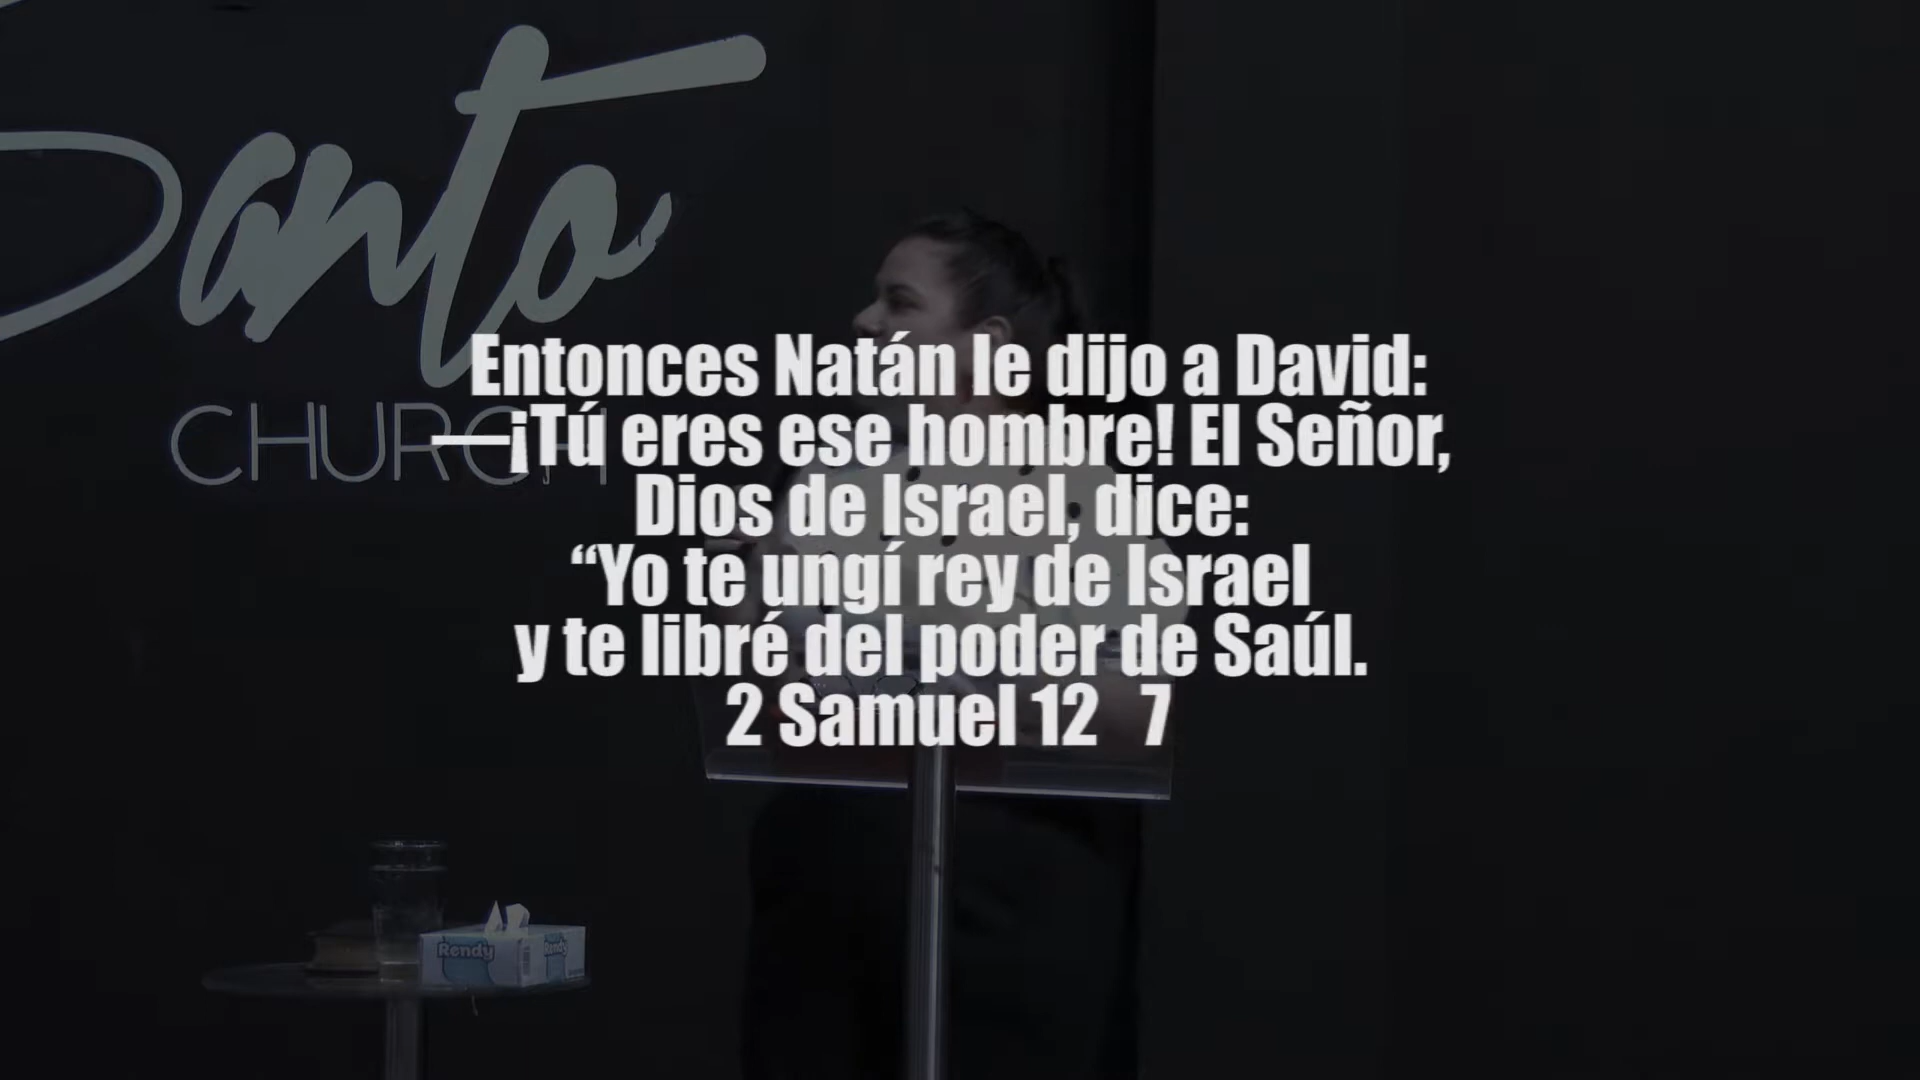 Santo
CHURCH
Entonces Natán le dijo a David:
—¡Tú eres ese hombre! El Señor,
Dios de Israel, dice:
“Yo te ungí rey de Israel
y te libré del poder de Saúl.
2 Samuel 12 7
Rendy
Rendy